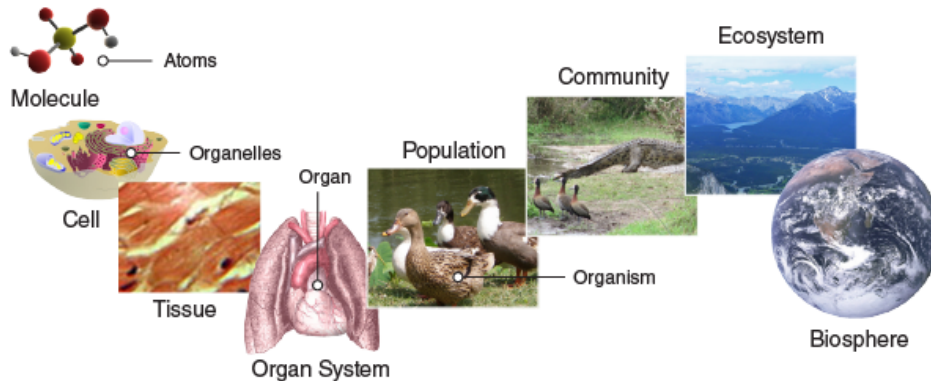 Atoms
Molecule
Organelles
Cell
Tissue
Organ
Organ System
Population
Organism
Community
Ecosystem
Biosphere